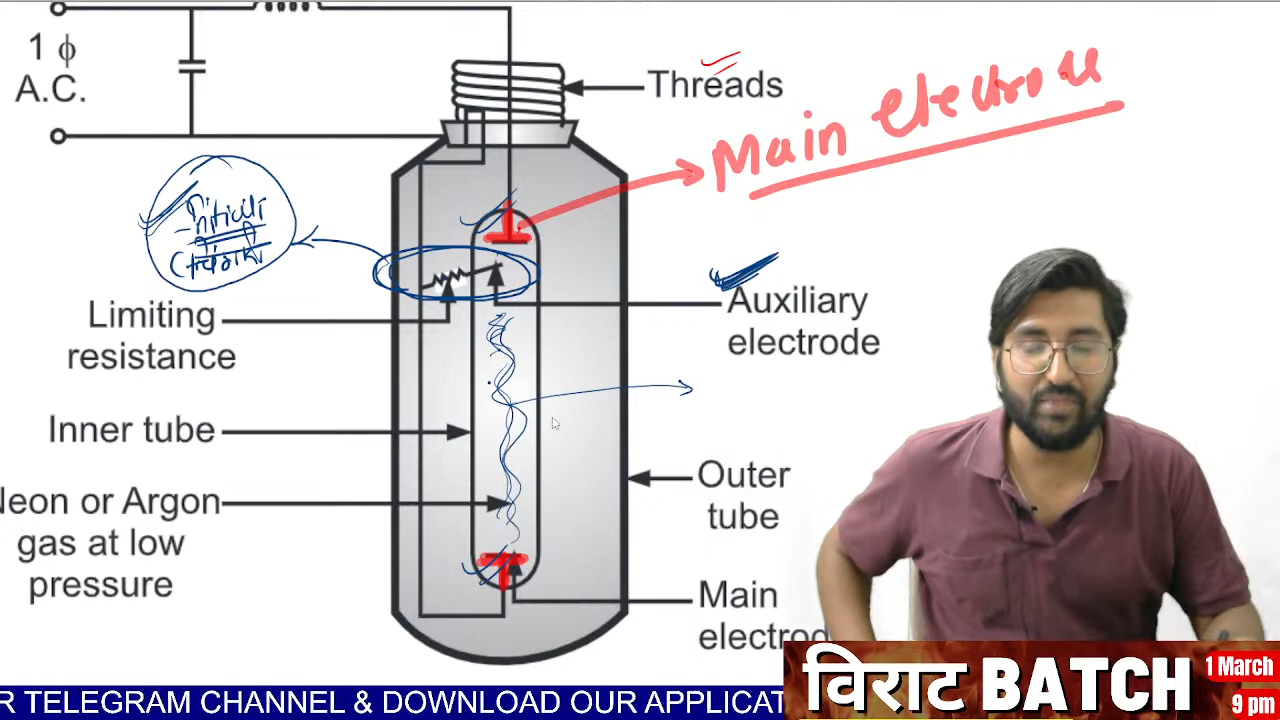 1 ϕ
A.C.
Threads
Main electrode
Auxiliary
electrode
Limiting
resistance
Inner tube
Neon or Argon
gas at low
pressure
Outer
tube
Main
electrod
विराट BATCH
1 March
9 pm
R TELEGRAM CHANNEL & DOWNLOAD OUR APPLICAT